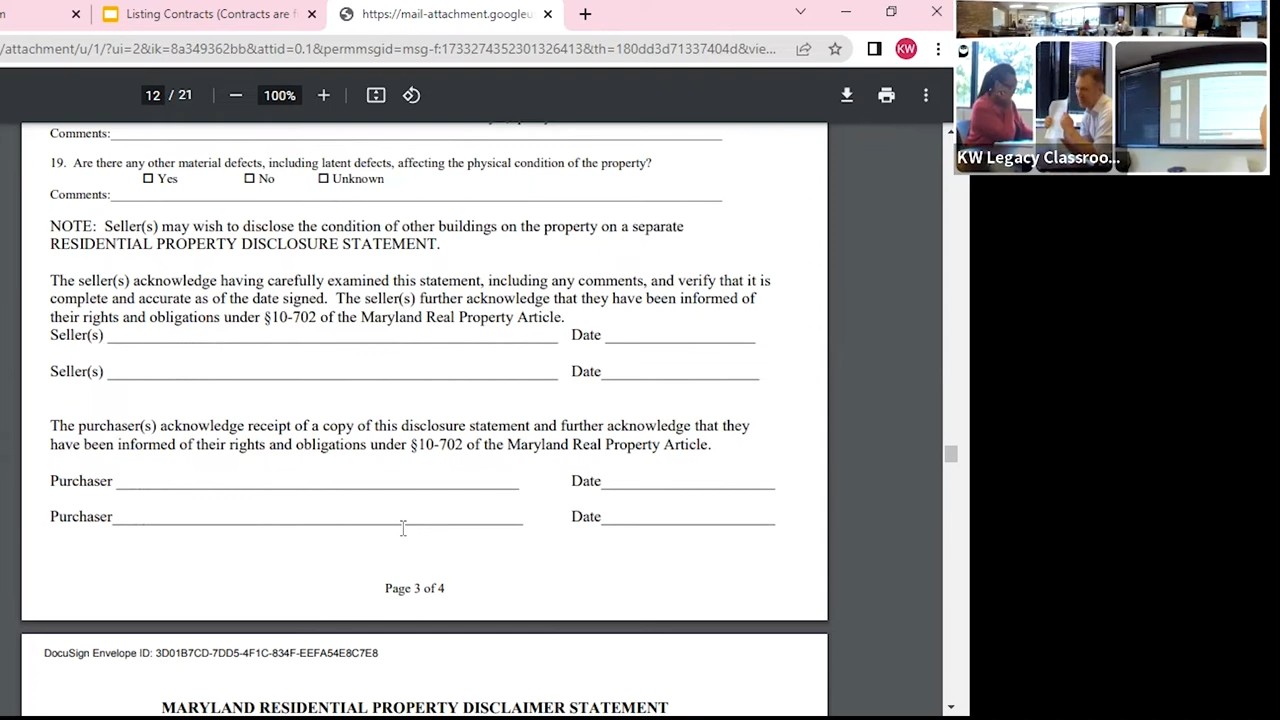 Listing Contracts (Contracts are f
https://mail-attachment.googleu
/attachment/u/1/?ui=2&ik=8a349362bb&attid=0.1&permmsgid=msg-f:1733274352301326413&th=180dd3d71337404d&vie...
KW
12 / 21
100%
KW Legacy Classroo...
Comments:
19. Are there any other material defects, including latent defects, affecting the physical condition of the property?
Yes No Unknown
Comments:
NOTE: Seller(s) may wish to disclose the condition of other buildings on the property on a separate
RESIDENTIAL PROPERTY DISCLOSURE STATEMENT.
The seller(s) acknowledge having carefully examined this statement, including any comments, and verify that it is
complete and accurate as of the date signed. The seller(s) further acknowledge that they have been informed of
their rights and obligations under §10-702 of the Maryland Real Property Article.
Seller(s) Date
Seller(s) Date
The purchaser(s) acknowledge receipt of a copy of this disclosure statement and further acknowledge that they
have been informed of their rights and obligations under §10-702 of the Maryland Real Property Article.
Purchaser Date
Purchaser Date
Page 3 of 4
DocuSign Envelope ID: 3D01B7CD-7DD5-4F1C-834F-EEFA54E8C7E8
MARYLAND RESIDENTIAL PROPERTY DISCLAIMER STATEMENT